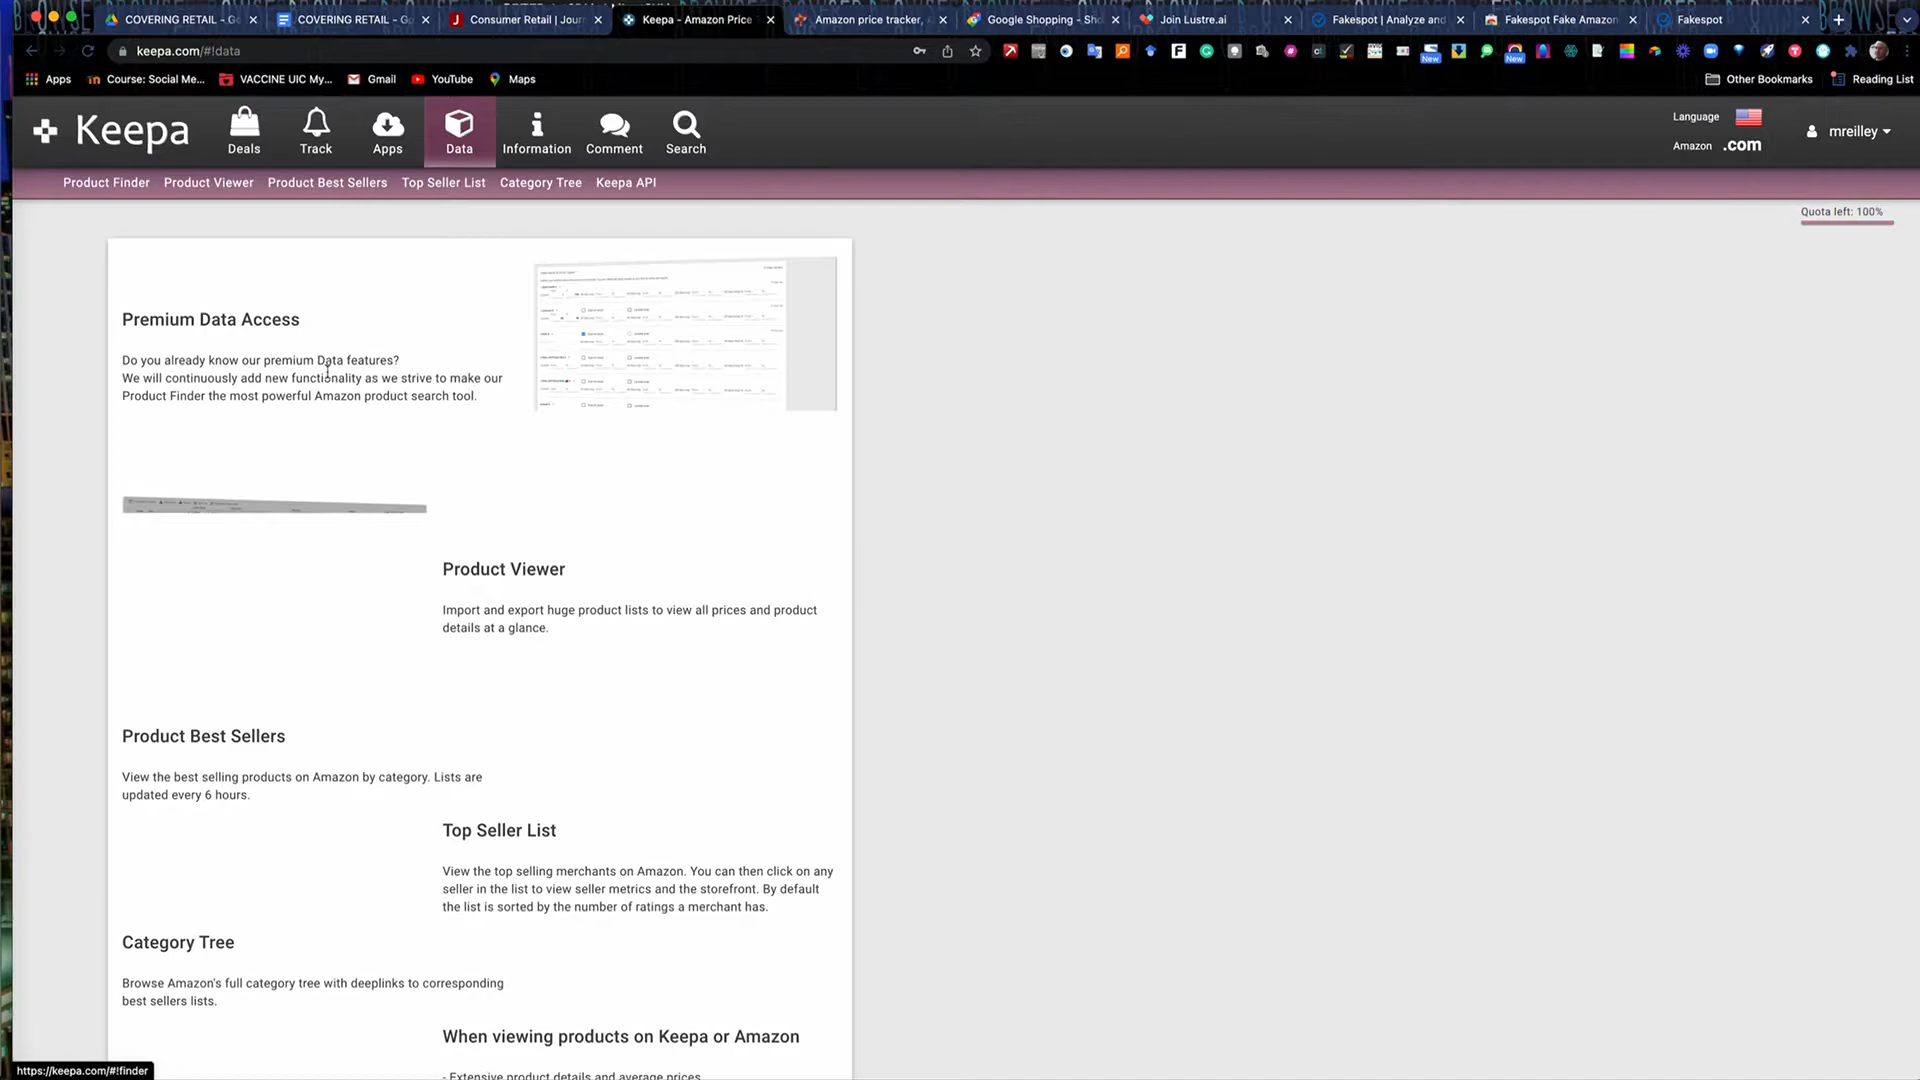 COVERING RETAIL - Go
COVERING RETAIL - Go
Consumer Retail | Journ
Keepa - Amazon Price
Amazon price tracker,
Google Shopping - Sho
Join Lustre.ai
Fakespot | Analyze and
Fakespot Fake Amazon
Fakespot
keepa.com/#!data
New
New
Apps
Course: Social Me...
VACCINE UIC My...
Gmail
YouTube
Maps
Other Bookmarks
Reading List
Keepa
Deals
Track
Apps
Data
Information
Comment
Search
Language
Amazon .com
mreilley
Product Finder
Product Viewer
Product Best Sellers
Top Seller List
Category Tree
Keepa API
Quota left: 100%
Premium Data Access
Do you already know our premium Data features?
We will continuously add new functionality as we strive to make our
Product Finder the most powerful Amazon product search tool.
Product Viewer
Import and export huge product lists to view all prices and product
details at a glance.
Product Best Sellers
View the best selling products on Amazon by category. Lists are
updated every 6 hours.
Top Seller List
View the top selling merchants on Amazon. You can then click on any
seller in the list to view seller metrics and the storefront. By default
the list is sorted by the number of ratings a merchant has.
Category Tree
Browse Amazon's full category tree with deeplinks to corresponding
best sellers lists.
When viewing products on Keepa or Amazon
- Extensive product details and average prices
https://keepa.com/#!finder